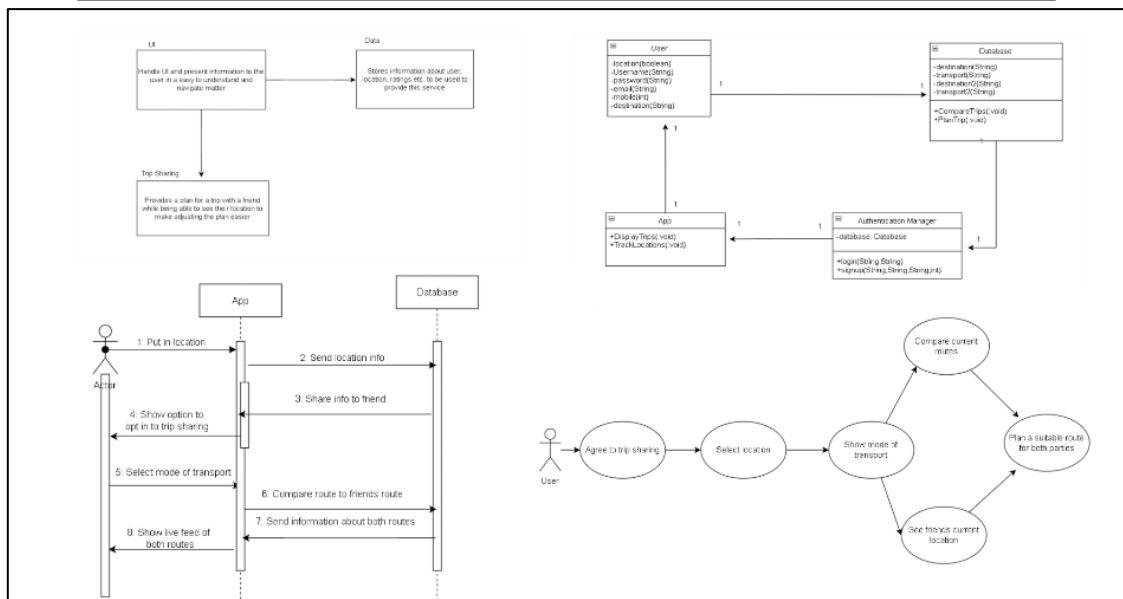 UI
Handle UI and present information to the
user in a easy to understand and
navigate matter
Data
Stores information about user,
location, ratings etc. to be used to
provide this service
Trip Sharing
Provides a plan for a trip with a friend
while being able to see their location to
make adjusting the plan easier
User
-location(boolean)
-Username(String)
-password(String)
-email(String)
-mobile(int)
-destination(String)
1
1
Database
-destination(String)
-transport(String)
-destination2(String)
-transport2(String)
+CompareTrips(:void)
+PlanTrip(:void)
1
1
App
+DisplayTrips(:void)
+TrackLocations(:void)
1
1
Authentication Manager
-database: Database
+login(String,String)
+signup(String,String,String,int)
1
1
App
Database
Actor
1. Put in location
2: Send location info
3: Share info to friend
4: Show option to
opt in to trip sharing
5: Select mode of transport
6: Compare route to friends route
7: Send information about both routes
8: Show live feed of
both routes
User
Agree to trip sharing
Select location
Show mode of
transport
Compare current
routes
See friends current
location
Plan a suitable route
for both parties